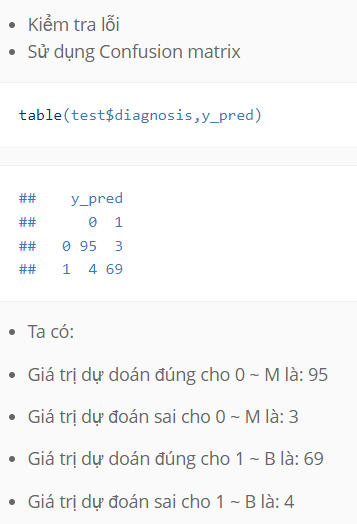 Kiểm tra lỗi
Sử dụng Confusion matrix
table(test$diagnosis,y_pred)
## y_pred
## 0 1
## 0 95 3
## 1 4 69
Ta có:
Giá trị dự doán đúng cho 0 ~ M là: 95
Giá trị dự đoán sai cho 0 ~ M là: 3
Giá trị dự doán đúng cho 1 ~ B là: 69
Giá trị dự đoán sai cho 1 ~ B là: 4